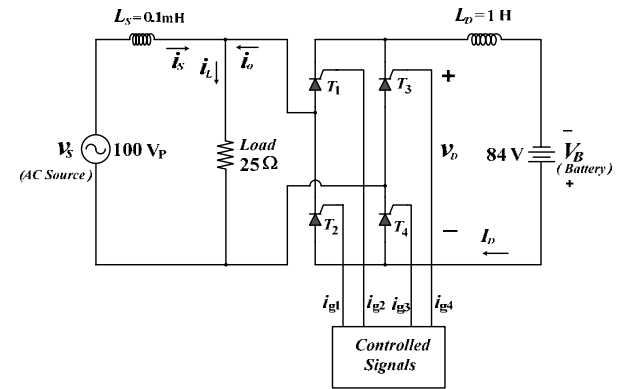 L_S=0.1mH
L_D=1 H
i_S
i_L
i_o
T_1
T_3
+
v_S
100 V_P
(AC Source)
Load
25Ω
v_D
84 V
−
V_B
(Battery)
+
T_2
T_4
−
I_D
i_g1
i_g2
i_g3
i_g4
Controlled
Signals